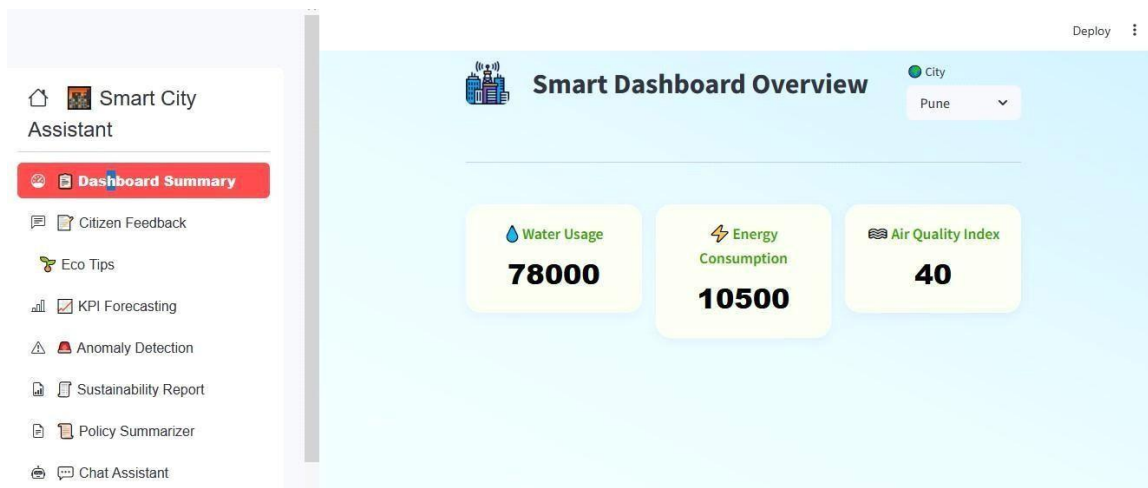 Deploy
Smart City
Assistant
Dashboard Summary
Citizen Feedback
Eco Tips
KPI Forecasting
Anomaly Detection
Sustainability Report
Policy Summarizer
Chat Assistant
Smart Dashboard Overview
City
Pune
Water Usage
78000
Energy
Consumption
10500
Air Quality Index
40